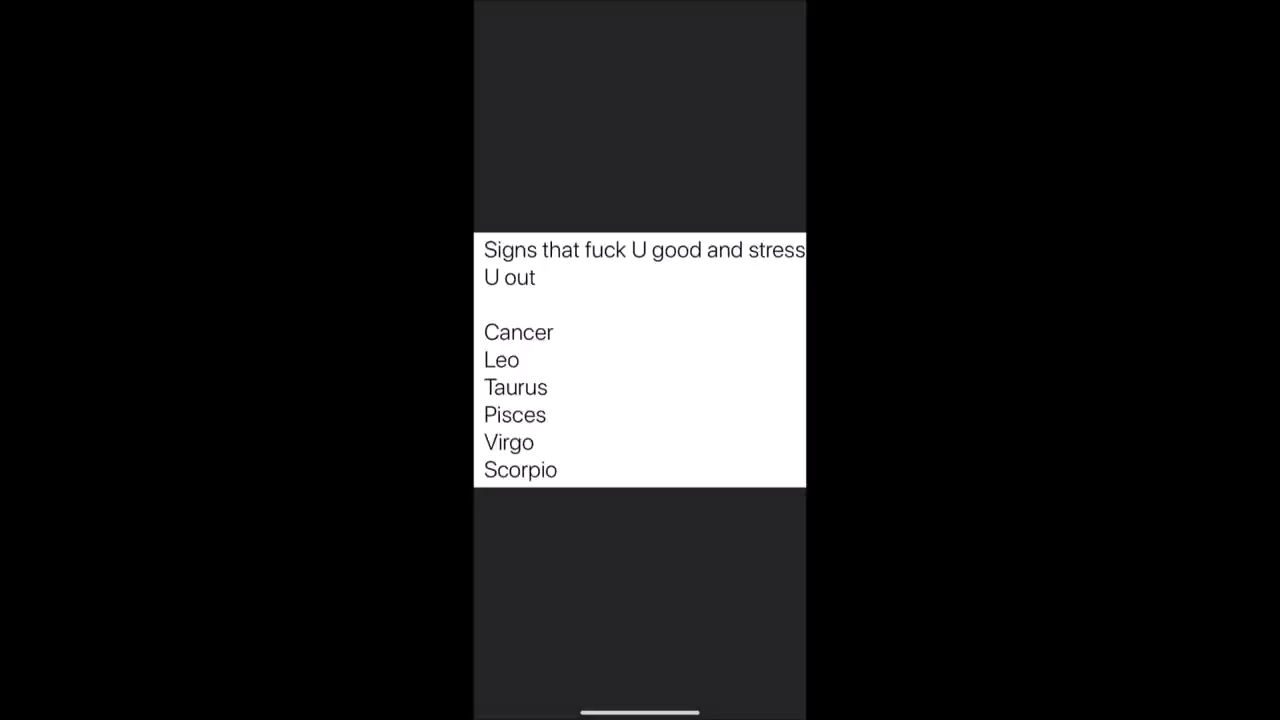 Signs that fuck U good and stress
U out
Cancer
Leo
Taurus
Pisces
Virgo
Scorpio